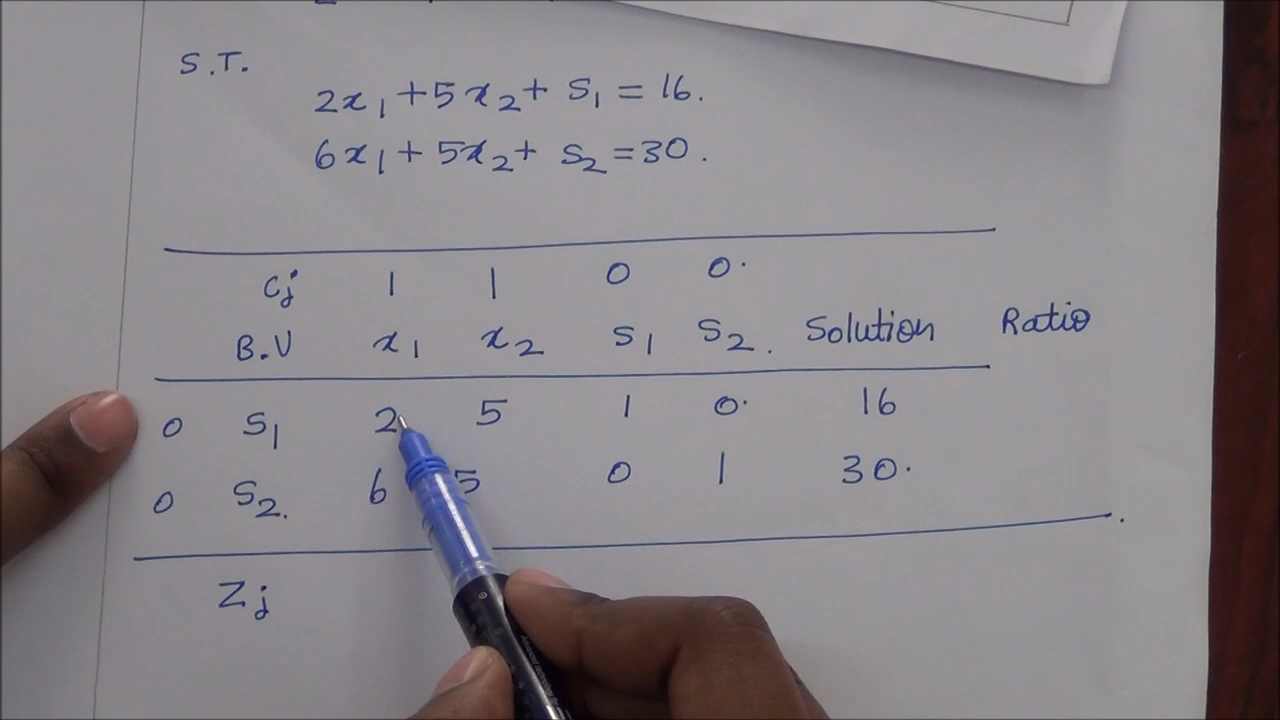 S.T.
2x₁ + 5x₂ + S₁ = 16.
6x₁ + 5x₂ + S₂ = 30.
Cj 1 1 0 0.
B.V x₁ x₂ S₁ S₂. Solution Ratio
0 S₁ 2 5 1 0. 16
0 S₂. 6 5 0 1 30.
Zj